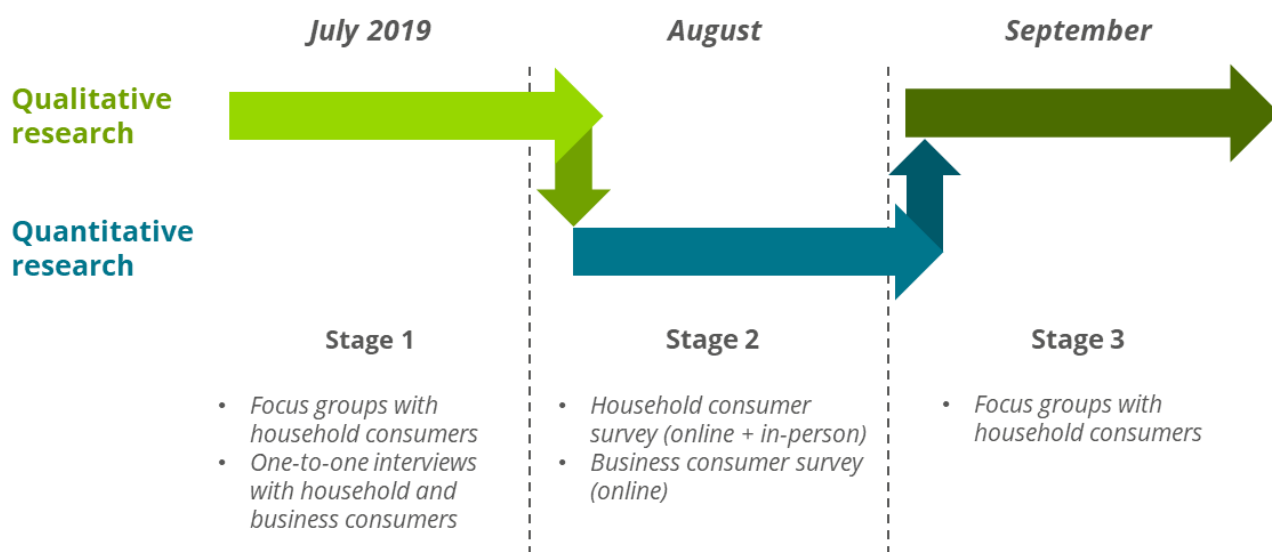 July 2019
August
September
Qualitative
research
Quantitative
research
Stage 1
• Focus groups with
household consumers
• One-to-one interviews
with household and
business consumers
Stage 2
• Household consumer
survey (online + in-person)
• Business consumer survey
(online)
Stage 3
• Focus groups with
household consumers